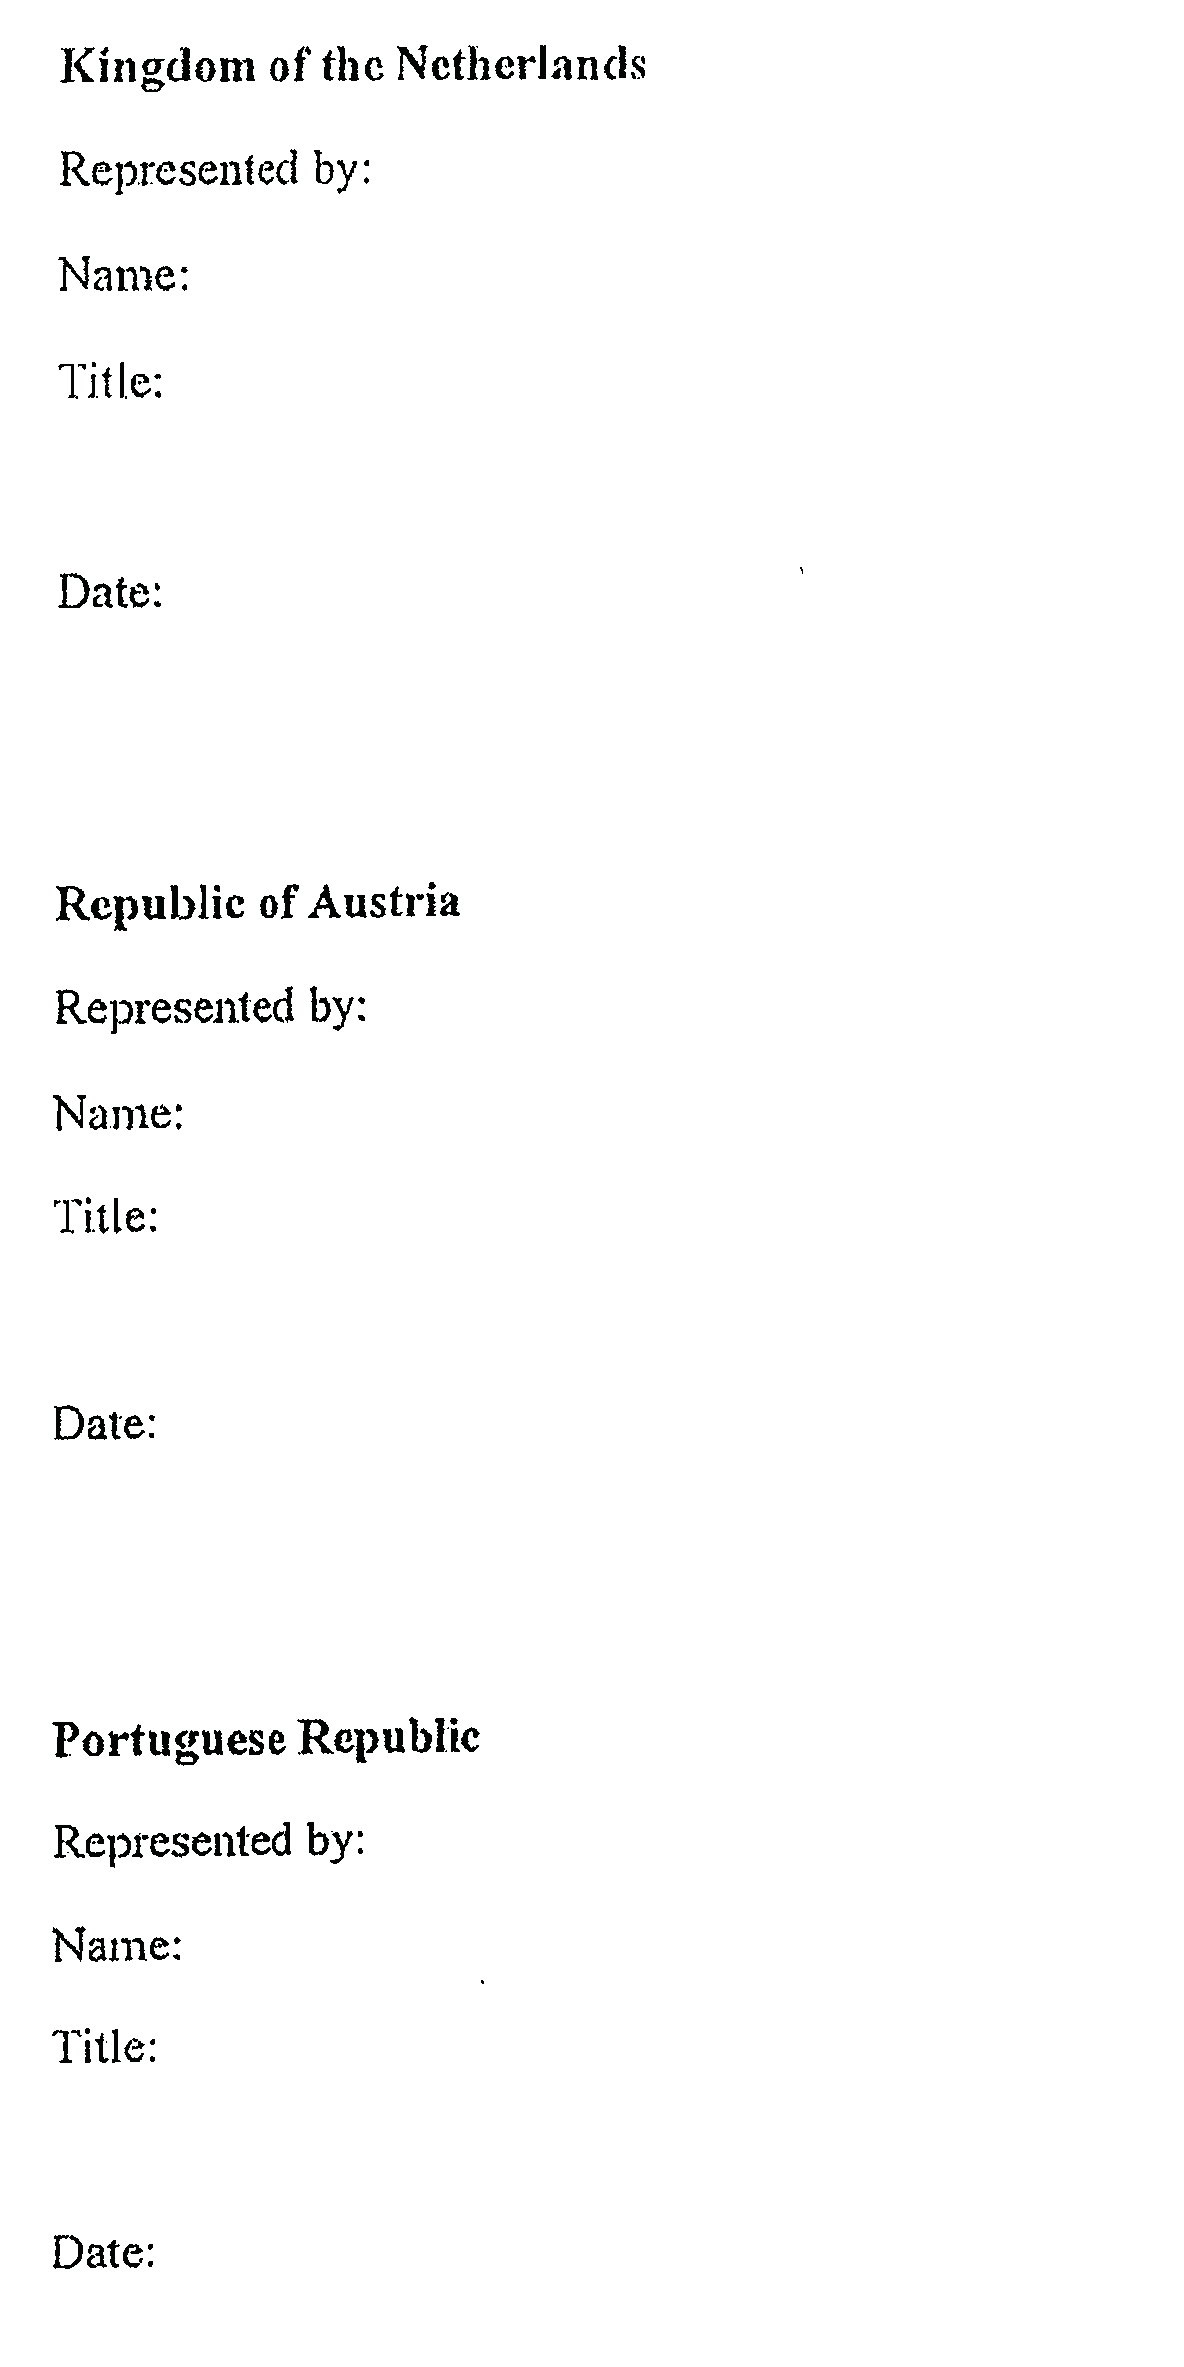 Kingdom of the Netherlands
Represented by:
Name:
Title:
Date:
Republic of Austria
Represented by:
Name:
Title:
Date:
Portuguese Republic
Represented by:
Name:
Title:
Date: